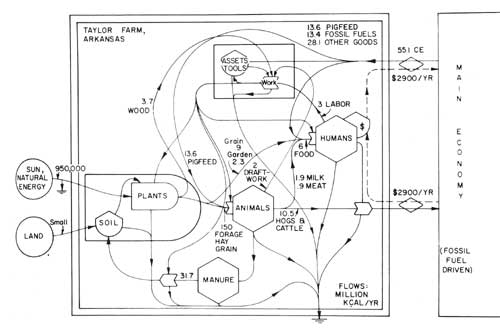 TAYLOR FARM,
ARKANSAS
13.6 PIGFEED
13.4 FOSSIL FUELS
28.1 OTHER GOODS
551 CE
$2900/YR
MAIN ECONOMY
ASSETS
TOOLS
Work
3.7
WOOD
3 LABOR
HUMANS
$
Grain
9
Garden
2.3
6
FOOD
13.6
PIGFEED
2
DRAFT-
WORK
1.9 MILK
.9 MEAT
SUN,
NATURAL
ENERGY
950,000
PLANTS
$2900/YR
ANIMALS
10.5
HOGS &
CATTLE
LAND
Small
SOIL
150
FORAGE
HAY
GRAIN
(FOSSIL
FUEL
DRIVEN)
31.7
MANURE
FLOWS:
MILLION
KCAL/YR